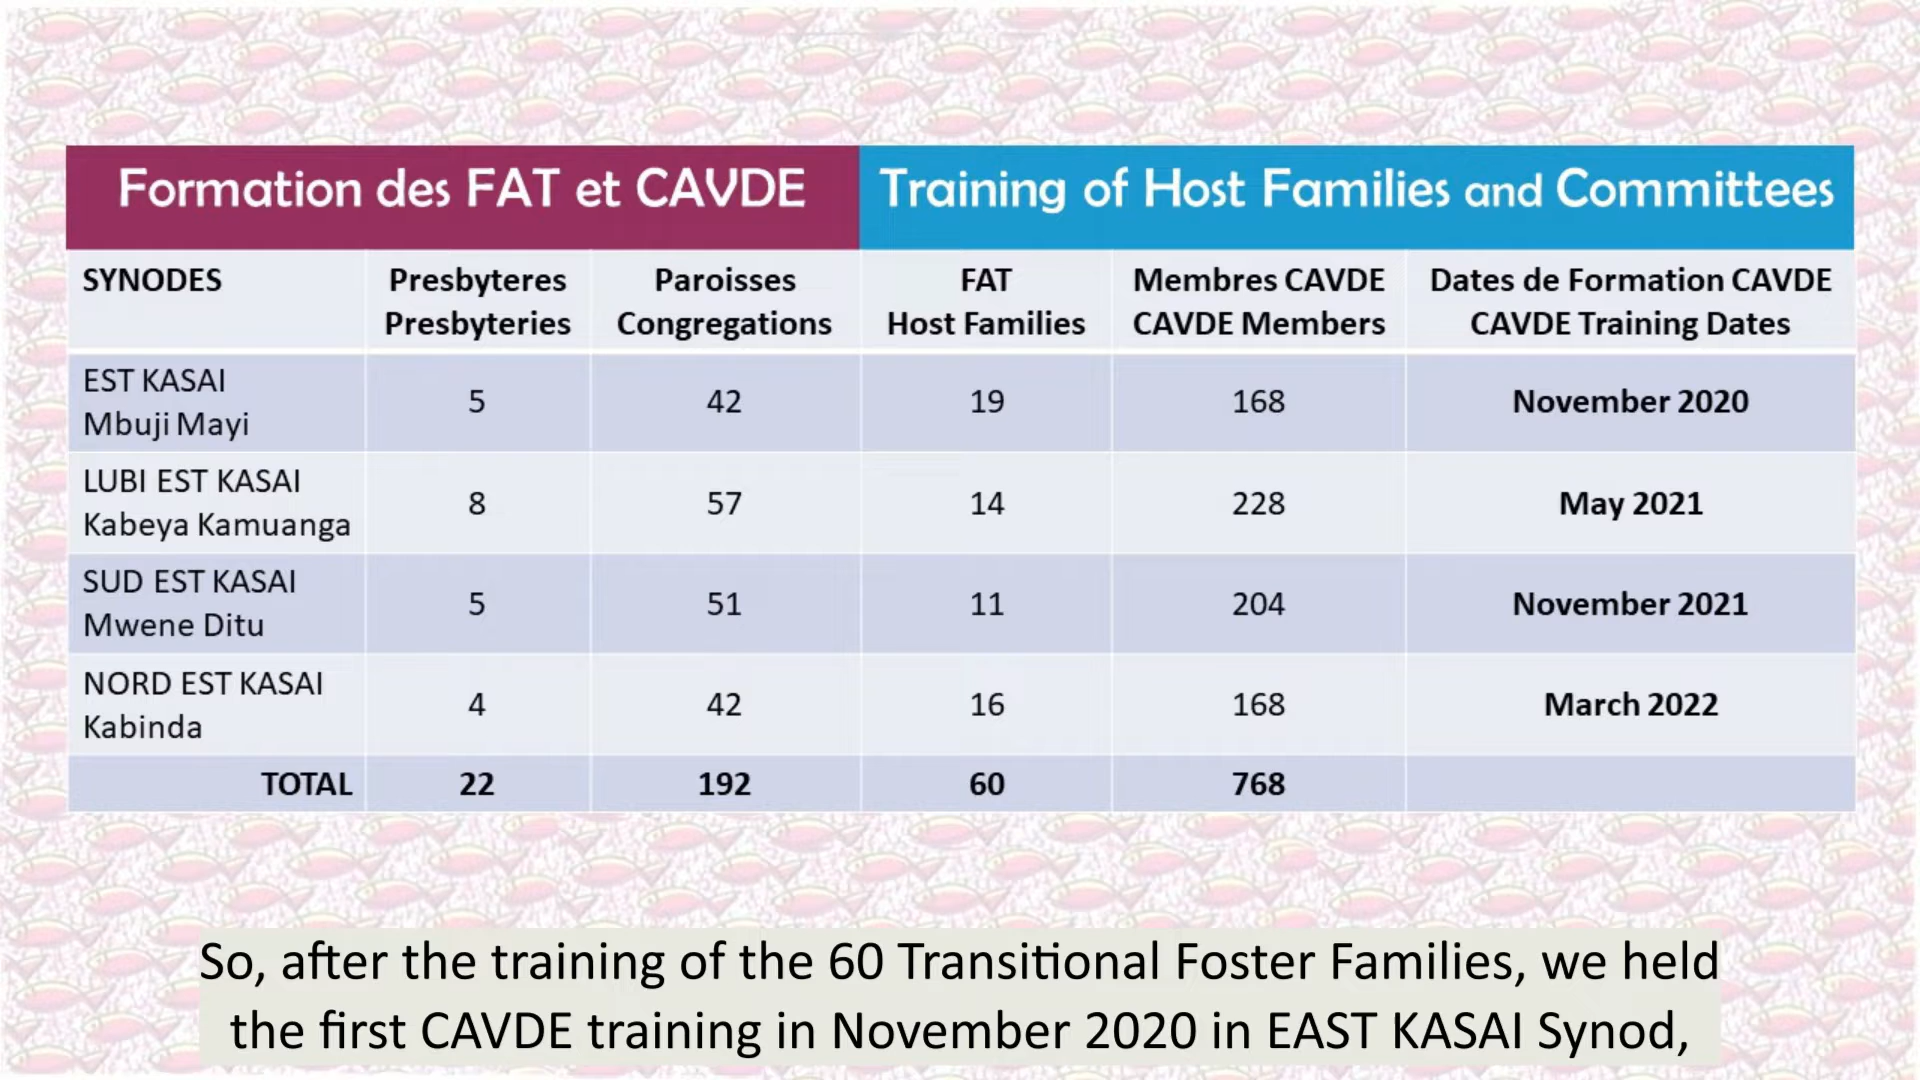 Formation des FAT et CAVDE
Training of Host Families and Committees
SYNODES
Presbyteres
Presbyteries
Paroisses
Congregations
FAT
Host Families
Membres CAVDE
CAVDE Members
Dates de Formation CAVDE
CAVDE Training Dates
EST KASAI
Mbuji Mayi
5
42
19
168
November 2020
LUBI EST KASAI
Kabeya Kamuanga
8
57
14
228
May 2021
SUD EST KASAI
Mwene Ditu
5
51
11
204
November 2021
NORD EST KASAI
Kabinda
4
42
16
168
March 2022
TOTAL
22
192
60
768
So, after the training of the 60 Transitional Foster Families, we held
the first CAVDE training in November 2020 in EAST KASAI Synod,